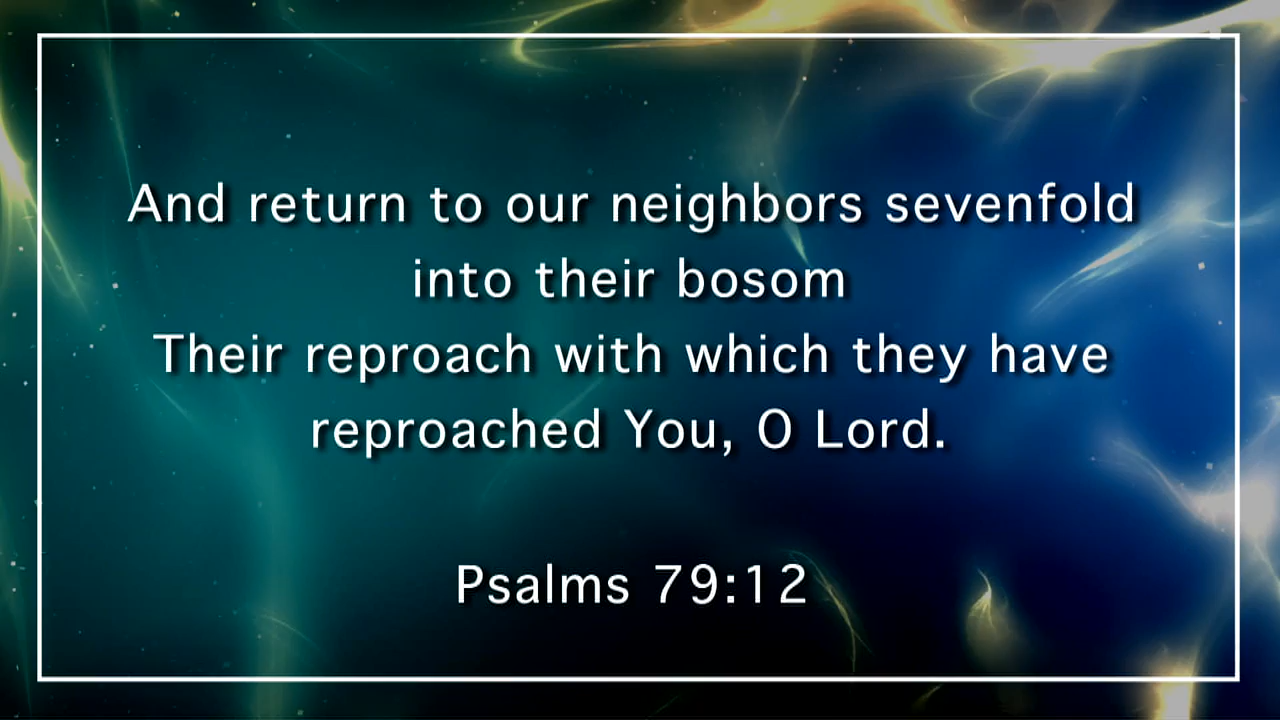 And return to our neighbors sevenfold
into their bosom
Their reproach with which they have
reproached You, O Lord.
Psalms 79:12